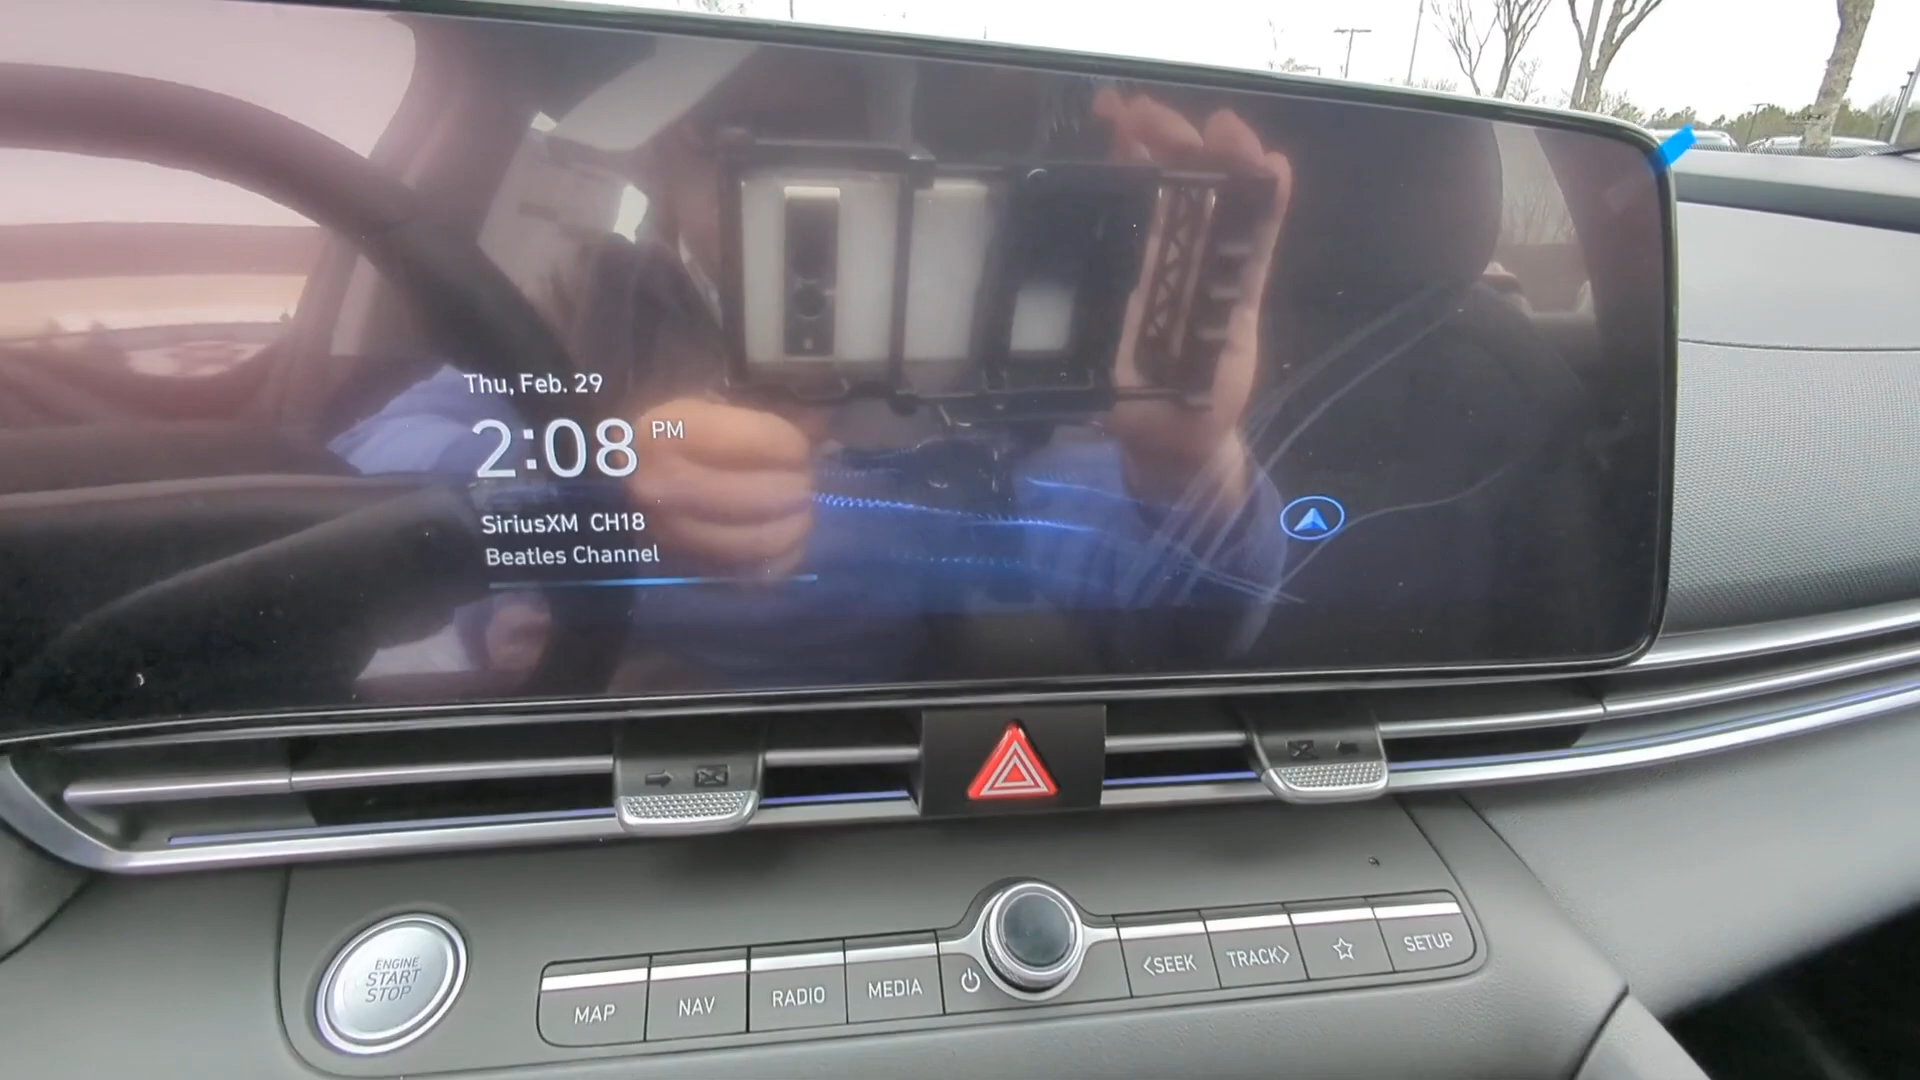 Thu, Feb. 29
2:08 PM
SiriusXM CH18
Beatles Channel
ENGINE
START
STOP
MAP
NAV
RADIO
MEDIA
<SEEK
TRACK>
SETUP